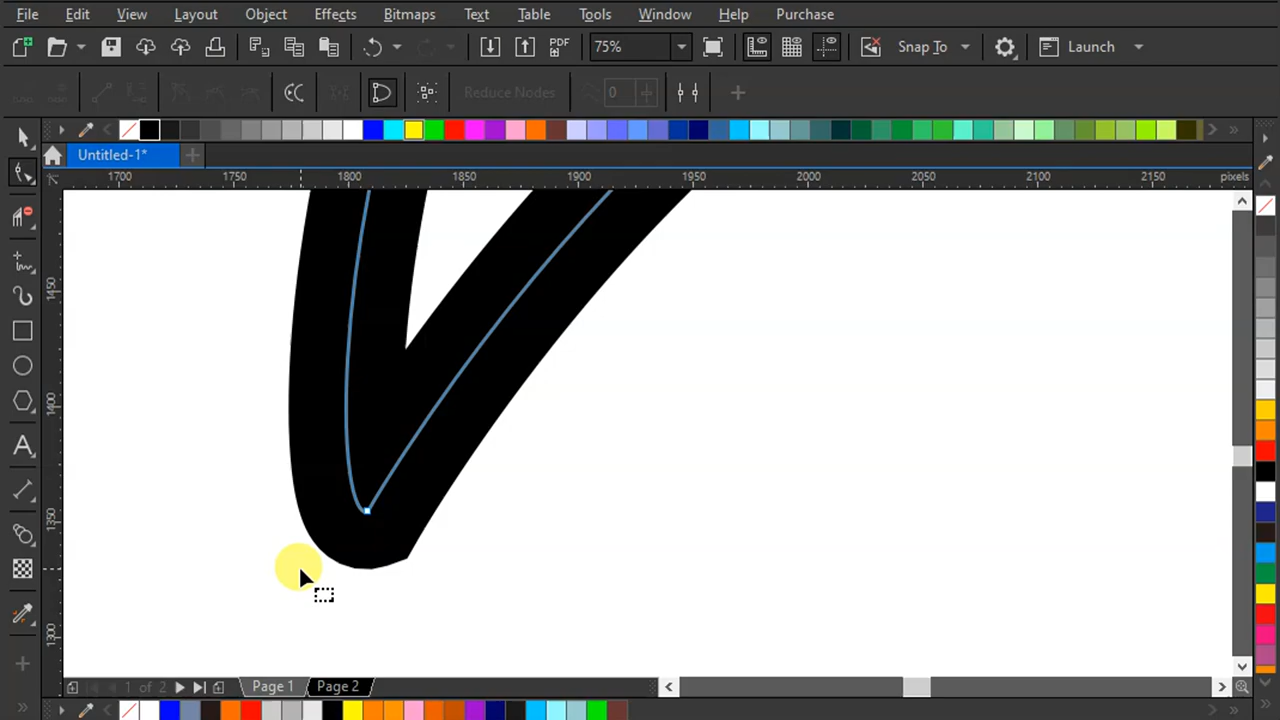 File Edit View Layout Object Effects Bitmaps Text Table Tools Window Help Purchase
PDF 75% Snap To Launch
Reduce Nodes 0
Untitled-1*
1700 1750 1800 1850 1900 1950 2000 2050 2100 2150 pixels
1450
1400
1350
1300
1 of 2 Page 1 Page 2